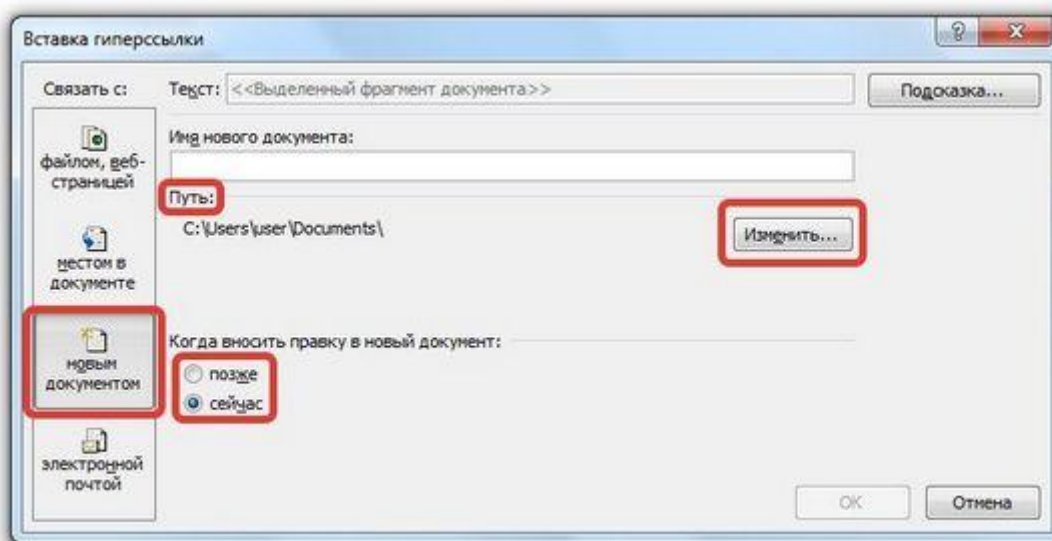 Вставка гиперссылки
Связать с:
Текст: <<Выделенный фрагмент документа>>
Подсказка...
файлом, веб-
страницей
местом в
документе
новым
документом
электронной
почтой
Имя нового документа:
Путь:
C:\Users\user\Documents\
Изменить...
Когда вносить правку в новый документ:
позже
сейчас
ОК
Отмена